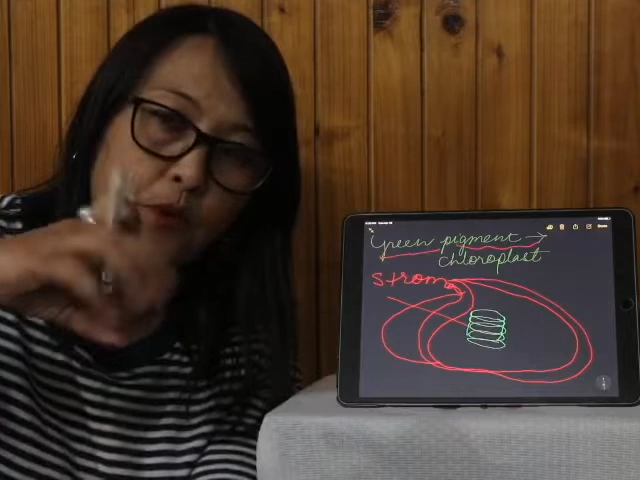 Green pigment →
chloroplast
Stroma